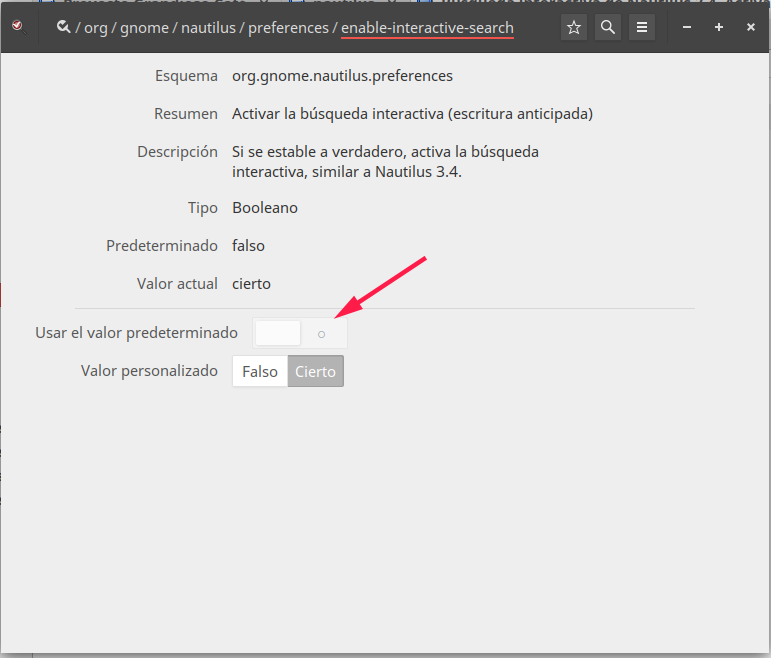 / org / gnome / nautilus / preferences / enable-interactive-search
Esquema org.gnome.nautilus.preferences
Resumen Activar la búsqueda interactiva (escritura anticipada)
Descripción Si se estable a verdadero, activa la búsqueda
interactiva, similar a Nautilus 3.4.
Tipo Booleano
Predeterminado falso
Valor actual cierto
Usar el valor predeterminado
Valor personalizado Falso Cierto